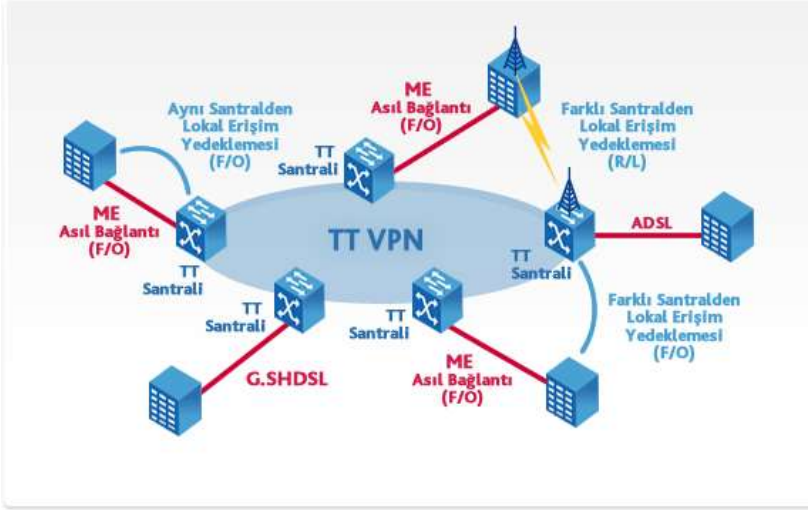 ME
Asıl Bağlantı
(F/O)
Aynı Santralden
Lokal Erişim
Yedeklemesi
(F/O)
Farklı Santralden
Lokal Erişim
Yedeklemesi
(R/L)
TT
Santrali
ME
Asıl Bağlantı
(F/O)
TT VPN
ADSL
TT
Santrali
TT
Santrali
TT
Santrali
TT
Santrali
Farklı Santralden
Lokal Erişim
Yedeklemesi
(F/O)
G.SHDSL
ME
Asıl Bağlantı
(F/O)